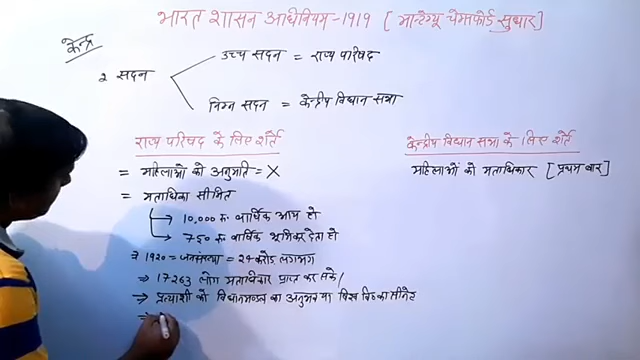 भारत शासन अधिनियम-1919 [ माण्टेग्यू चेम्सफोर्ड सुधार ]
केन्द्र
2 सदन
उच्च सदन = राज्य परिषद
निम्न सदन = केन्द्रीय विधान सभा
राज्य परिषद के लिए शर्ते
= महिलाओं को अनुमति = X
= मताधिकार सीमित
→ 10,000 रु वार्षिक आय हो
→ 750 रु वार्षिक भूमिकर देता हो
⇒ 1920 = जनसंख्या = 24 करोड़ लगभग
⇒ 17263 लोग मताधिकार प्राप्त कर सके /
⇒ प्रत्याशी को विधानमण्डल का अनुभव या विश्व वि० का सीनेट
केन्द्रीय विधान सभा के लिए शर्ते
महिलाओं को मताधिकार [ प्रथम बार ]